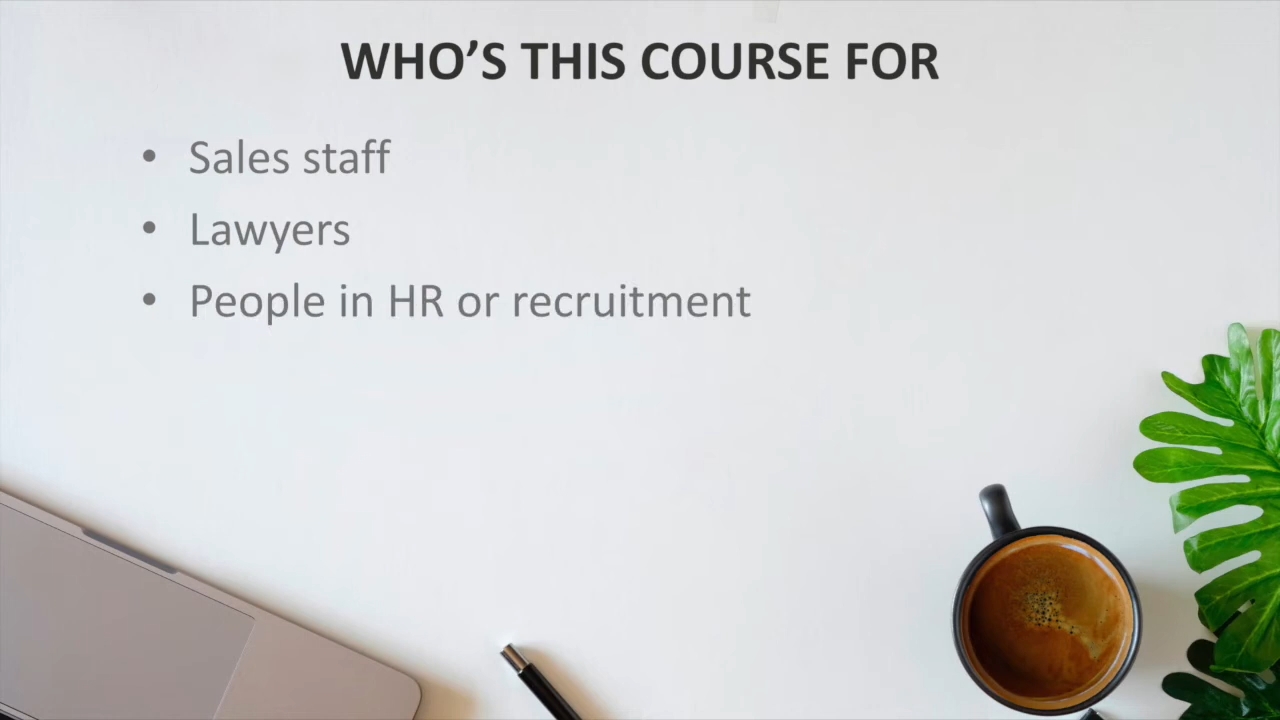 WHO’S THIS COURSE FOR
• Sales staff
• Lawyers
• People in HR or recruitment